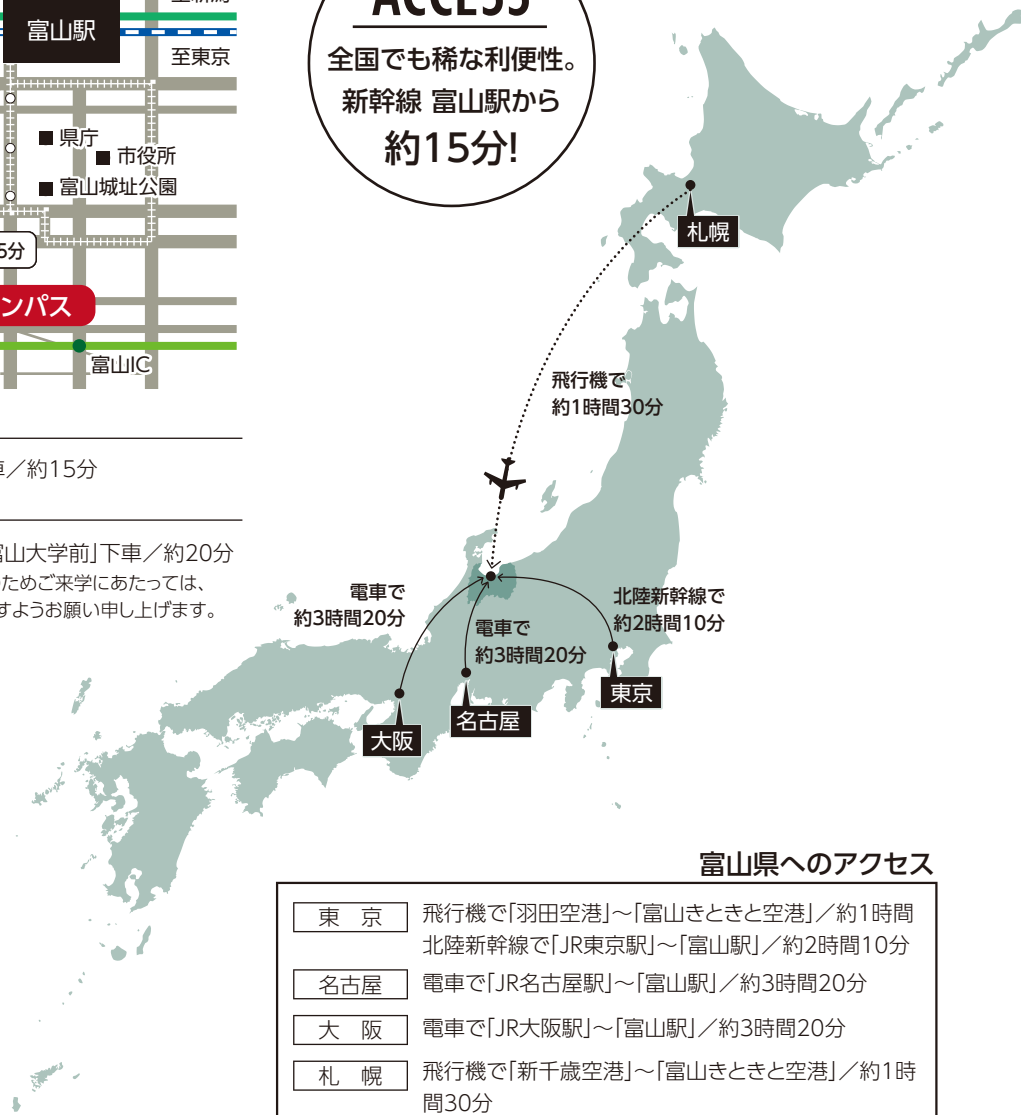 富山駅
至東京
県庁
市役所
富山城址公園
5分
ンパス
富山IC
ACCESS
全国でも稀な利便性。
新幹線 富山駅から
約15分!
／約15分
山大学前」下車／約20分
ためご来学にあたっては、
すようお願い申し上げます。
札幌
飛行機で
約1時間30分
電車で
約3時間20分
電車で
約3時間20分
北陸新幹線で
約2時間10分
東京
名古屋
大阪
富山県へのアクセス
東 京 飛行機で「羽田空港」～「富山きときと空港」／約1時間
北陸新幹線で「JR東京駅」～「富山駅」／約2時間10分
名古屋 電車で「JR名古屋駅」～「富山駅」／約3時間20分
大 阪 電車で「JR大阪駅」～「富山駅」／約3時間20分
札 幌 飛行機で「新千歳空港」～「富山きときと空港」／約1時
間30分